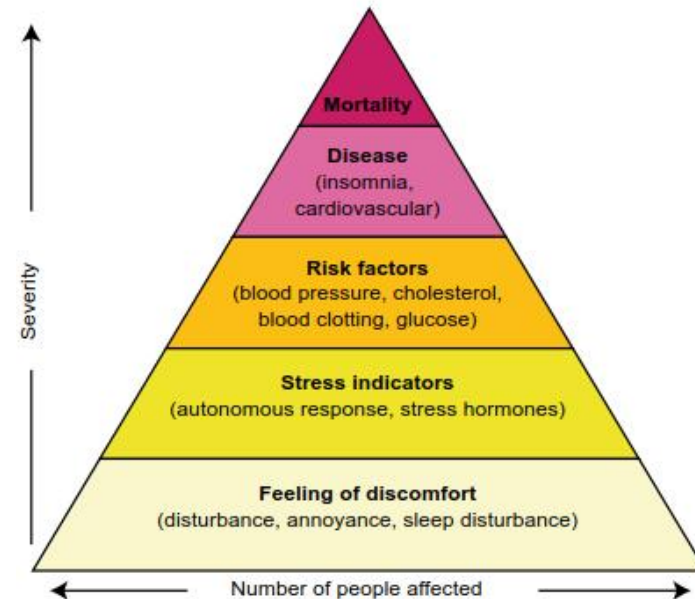 Mortality
Disease
(insomnia,
cardiovascular)
Risk factors
(blood pressure, cholesterol,
blood clotting, glucose)
Stress indicators
(autonomous response, stress hormones)
Feeling of discomfort
(disturbance, annoyance, sleep disturbance)
Severity
Number of people affected